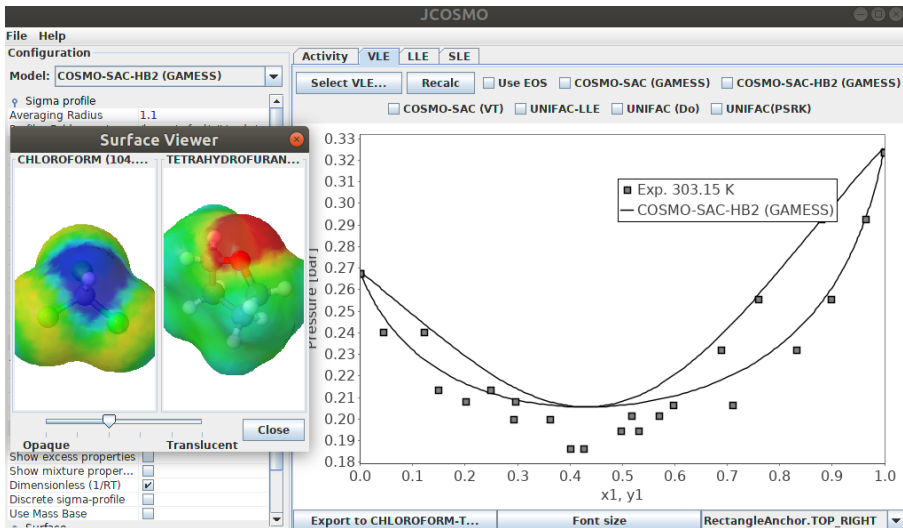 JCOSMO
File Help
Configuration
Model: COSMO-SAC-HB2 (GAMESS)
Sigma profile
Averaging Radius 1.1
Surface Viewer
CHLOROFORM (104....
TETRAHYDROFURAN...
Opaque
Translucent
Close
Show excess properties
Show mixture proper...
Dimensionless (1/RT)
Discrete sigma-profile
Use Mass Base
Surface
Activity VLE LLE SLE
Select VLE... Recalc Use EOS COSMO-SAC (GAMESS) COSMO-SAC-HB2 (GAMESS)
COSMO-SAC (VT) UNIFAC-LLE UNIFAC (Do) UNIFAC(PSRK)
0.33
0.32
0.31
0.30
0.29
0.28
0.27
0.26
0.25
0.23
0.22
0.21
0.20
0.19
0.18
Pressure [bar]
Exp. 303.15 K
COSMO-SAC-HB2 (GAMESS)
0.0 0.1 0.2 0.3 0.4 0.5 0.6 0.7 0.8 0.9 1.0
x1, y1
Export to CHLOROFORM-T... Font size RectangleAnchor.TOP_RIGHT